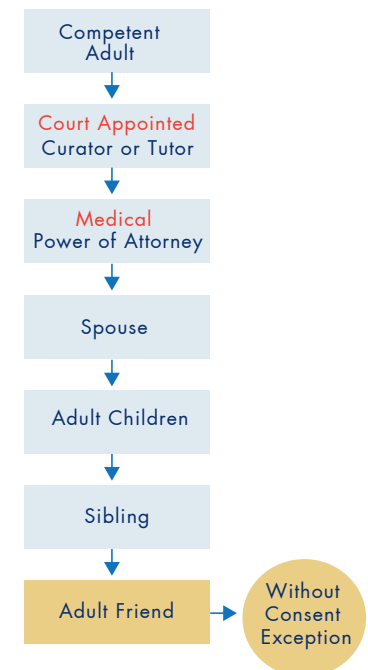 Competent
Adult
Court Appointed
Curator or Tutor
Medical
Power of Attorney
Spouse
Adult Children
Sibling
Adult Friend
Without
Consent
Exception